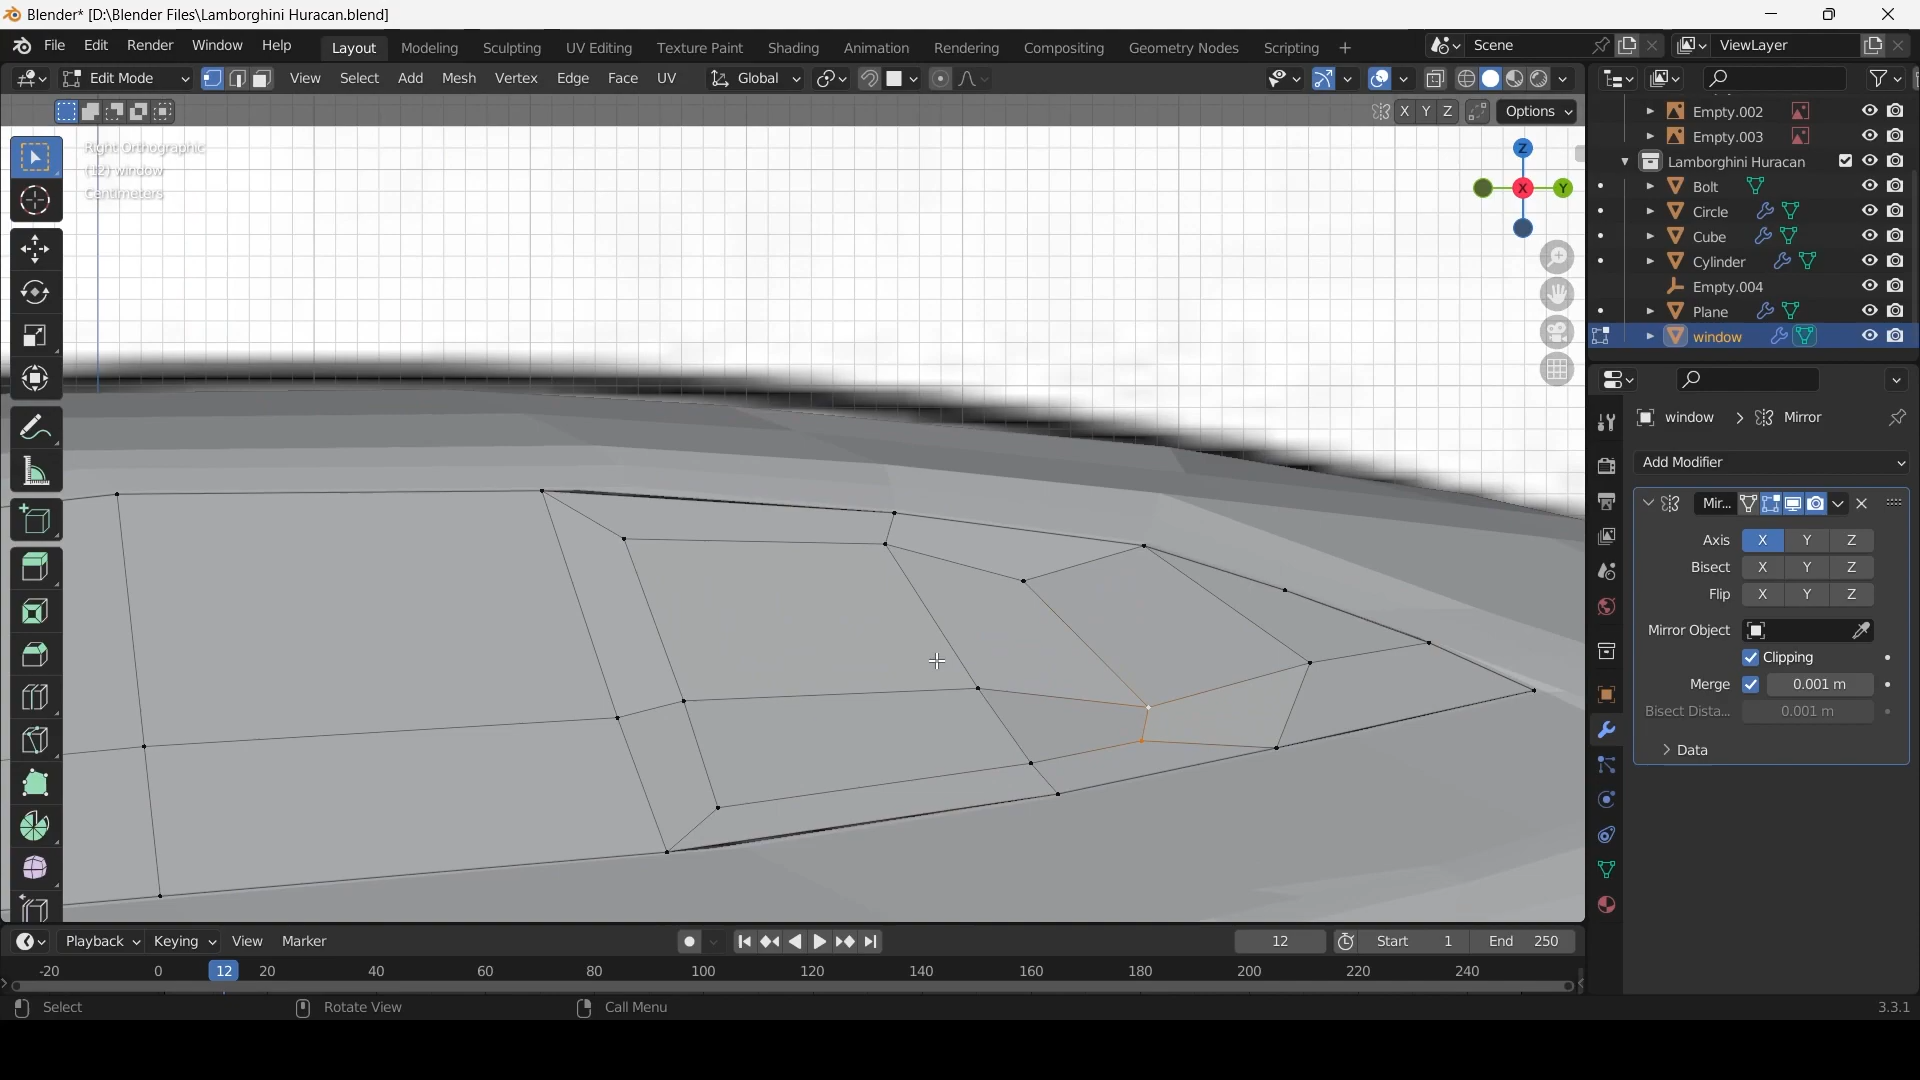 Blender* [D:\Blender Files\Lamborghini Huracan.blend]
File Edit Render Window Help Layout Modeling Sculpting UV Editing Texture Paint Shading Animation Rendering Compositing Geometry Nodes Scripting + Scene ViewLayer
Edit Mode View Select Add Mesh Vertex Edge Face UV Global
X Y Z Options
Right Orthographic
(12) window
Centimeters
Z
X
Y
Empty.002
Empty.003
Lamborghini Huracan
Bolt
Circle
Cube
Cylinder
Empty.004
Plane
window
window > Mirror
Add Modifier
Mir...
Axis X Y Z
Bisect X Y Z
Flip X Y Z
Mirror Object
Clipping
Merge 0.001 m
Bisect Dista... 0.001 m
Data
Playback Keying View Marker 12 Start 1 End 250
-20 0 12 20 40 60 80 100 120 140 160 180 200 220 240
Select Rotate View Call Menu 3.3.1